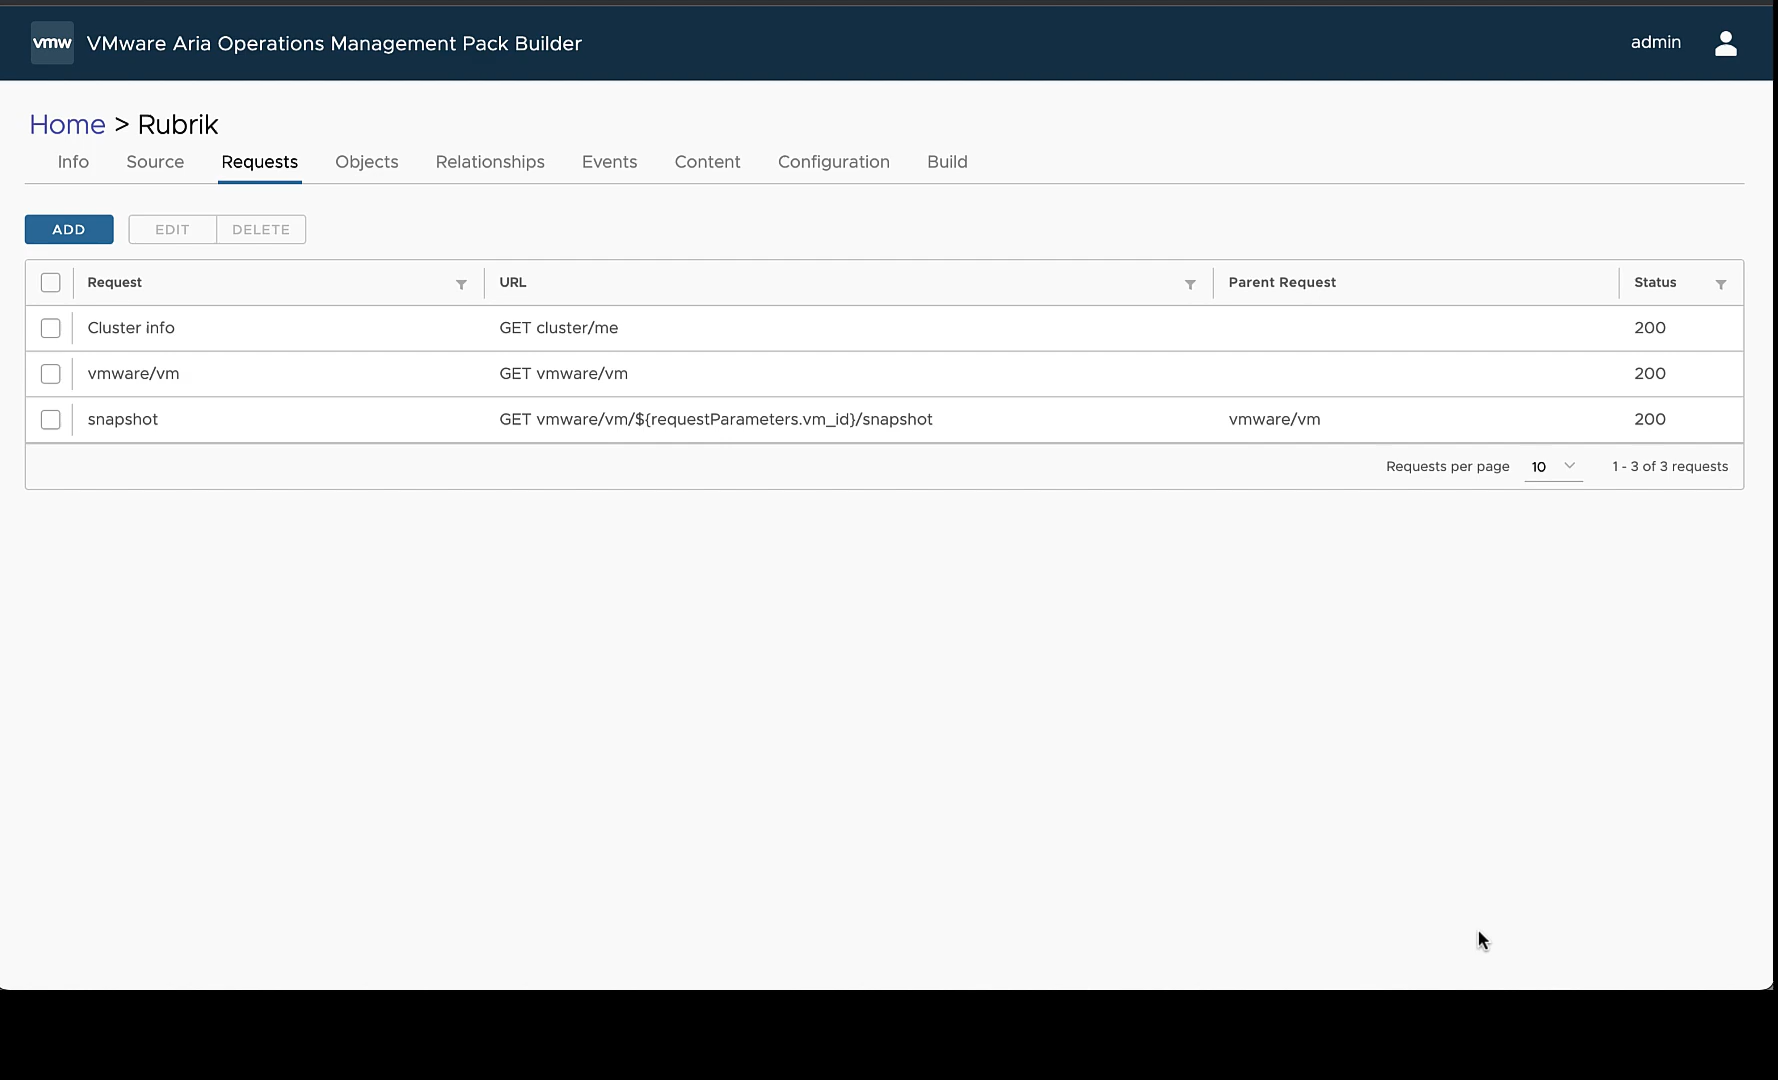 vmw VMware Aria Operations Management Pack Builder admin
Home > Rubrik
Info Source Requests Objects Relationships Events Content Configuration Build
ADD EDIT DELETE
Request URL Parent Request Status
Cluster info GET cluster/me 200
vmware/vm GET vmware/vm 200
snapshot GET vmware/vm/${requestParameters.vm_id}/snapshot vmware/vm 200
Requests per page 10 1 - 3 of 3 requests